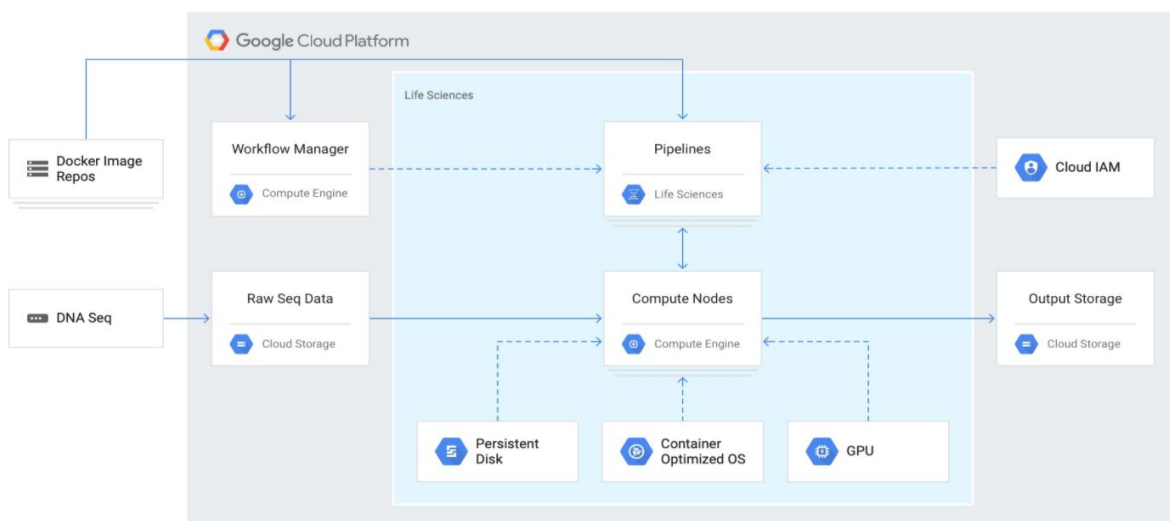 Google Cloud Platform
Life Sciences
Docker Image
Repos
Workflow Manager
Compute Engine
Pipelines
Life Sciences
Cloud IAM
DNA Seq
Raw Seq Data
Cloud Storage
Compute Nodes
Compute Engine
Output Storage
Cloud Storage
Persistent
Disk
Container
Optimized OS
GPU